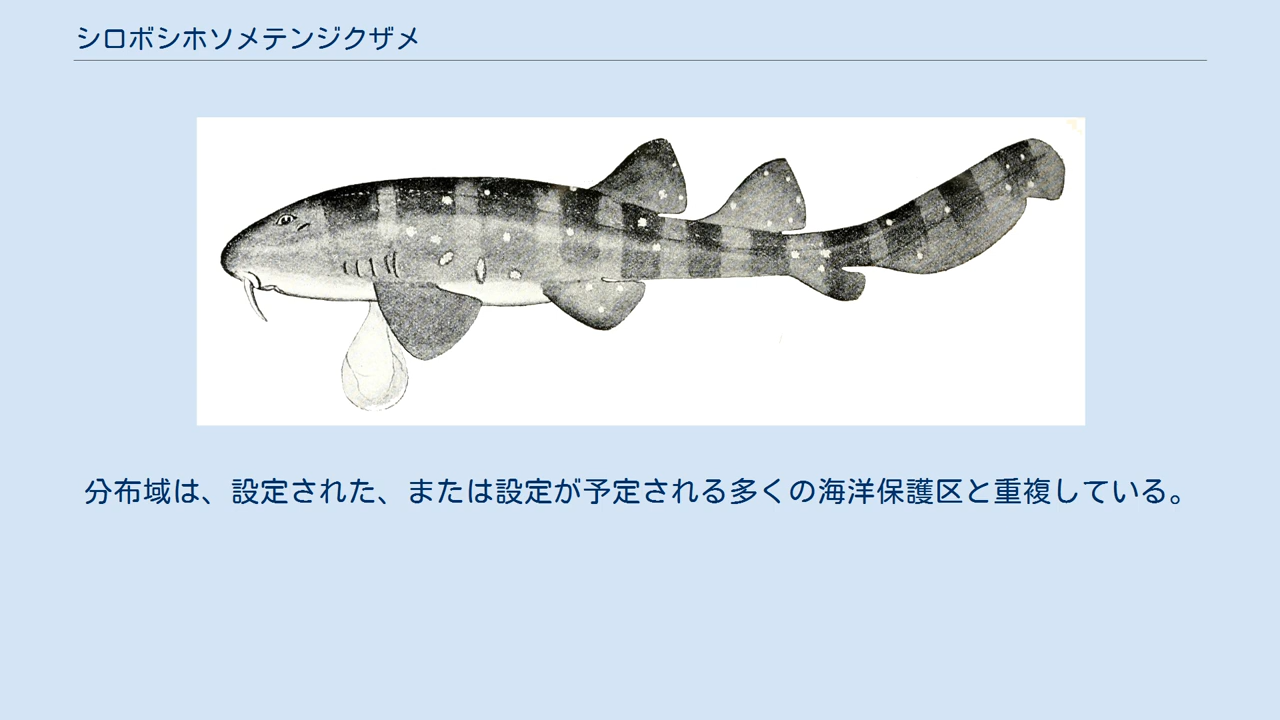 シロボシホソメテンジクザメ
分布域は、設定された、または設定が予定される多くの海洋保護区と重複している。